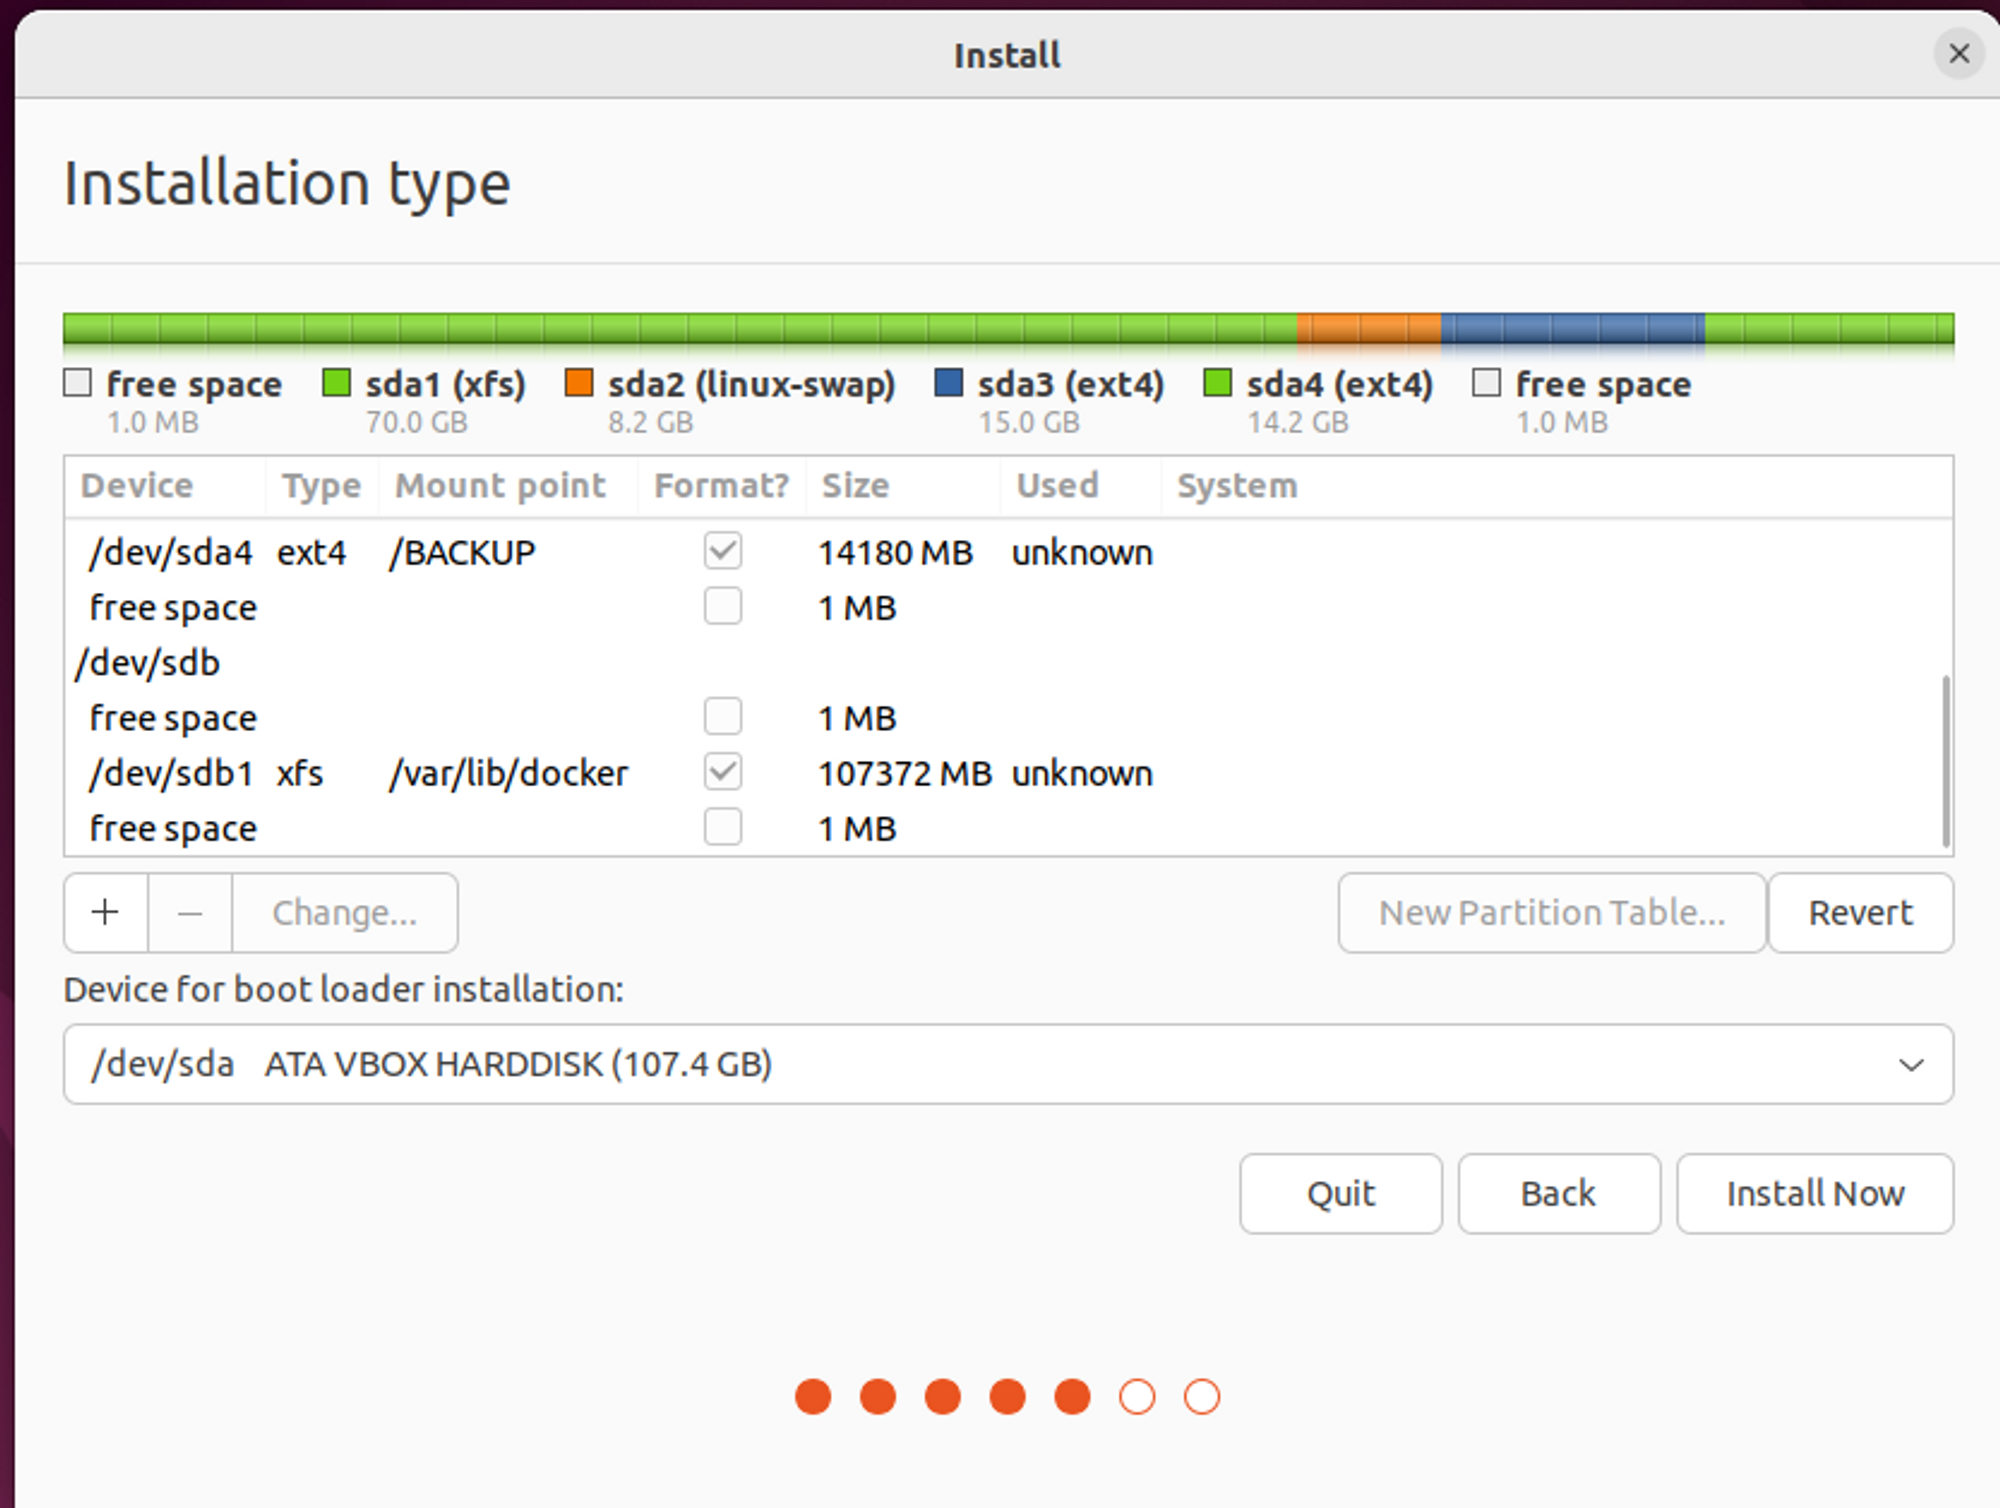 Install
Installation type
free space sda1 (xfs) sda2 (linux-swap) sda3 (ext4) sda4 (ext4) free space
1.0 MB 70.0 GB 8.2 GB 15.0 GB 14.2 GB 1.0 MB
Device Type Mount point Format? Size Used System
/dev/sda4 ext4 /BACKUP 14180 MB unknown
free space 1 MB
/dev/sdb
free space 1 MB
/dev/sdb1 xfs /var/lib/docker 107372 MB unknown
free space 1 MB
+ − Change... New Partition Table... Revert
Device for boot loader installation:
/dev/sda ATA VBOX HARDDISK (107.4 GB)
Quit Back Install Now